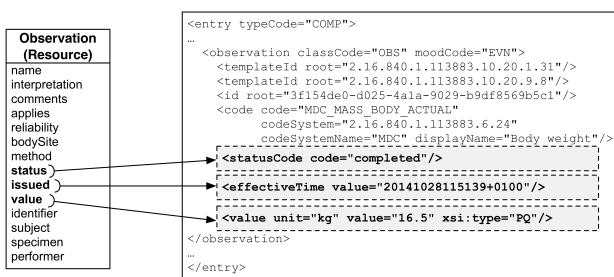 Observation
(Resource)
name
interpretation
comments
applies
reliability
bodySite
method
status
issued
value
identifier
subject
specimen
performer
<entry typeCode="COMP">
…
<observation classCode="OBS" moodCode="EVN">
<templateId root="2.16.840.1.113883.10.20.1.31"/>
<templateId root="2.16.840.1.113883.10.20.9.8"/>
<id root="3f154de0-d025-4a1a-9029-b9df8569b5c1"/>
<code code="MDC_MASS_BODY_ACTUAL"
codeSystem="2.16.840.1.113883.6.24"
codeSystemName="MDC" displayName="Body weight"/>
<statusCode code="completed"/>
<effectiveTime value="20141028115139+0100"/>
<value unit="kg" value="16.5" xsi:type="PQ"/>
</observation>
…
</entry>